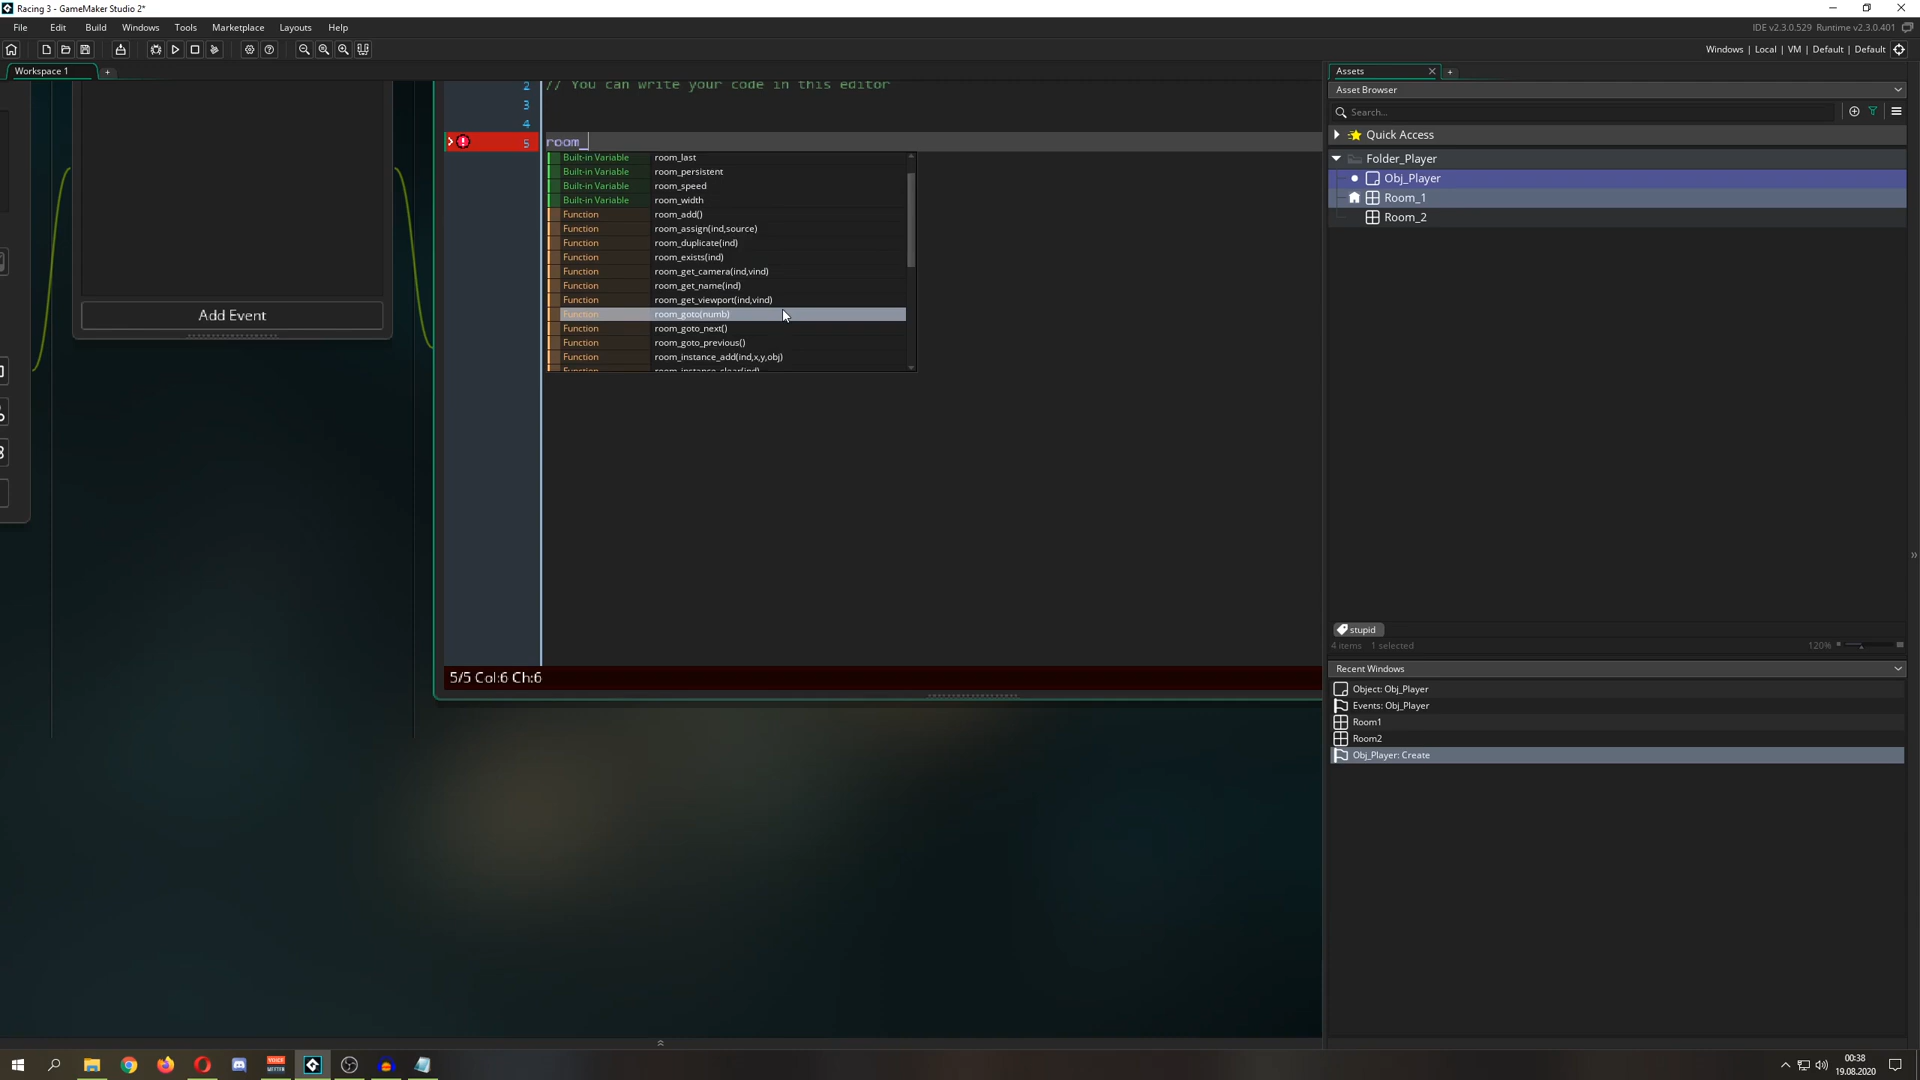 Racing 3 - GameMaker Studio 2*
File Edit Build Windows Tools Marketplace Layouts Help
IDE v2.3.0.529 Runtime v2.3.0.401
Windows | Local | VM | Default | Default
Workspace 1
Assets
Asset Browser
Search...
Quick Access
Folder_Player
Obj_Player
Room_1
Room_2
2 // You can write your code in this editor
3
4
5 room_
Built-in Variable room_last
Built-in Variable room_persistent
Built-in Variable room_speed
Built-in Variable room_width
Function room_add()
Function room_assign(ind,source)
Function room_duplicate(ind)
Function room_exists(ind)
Function room_get_camera(ind,vind)
Function room_get_name(ind)
Function room_get_viewport(ind,vind)
Function room_goto(numb)
Function room_goto_next()
Function room_goto_previous()
Function room_instance_add(ind,x,y,obj)
Function room_instance_clear(ind)
Add Event
5/5 Col:6 Ch:6
stupid
4 items 1 selected
120%
Recent Windows
Object: Obj_Player
Events: Obj_Player
Room1
Room2
Obj_Player: Create
00:38
19.08.2020